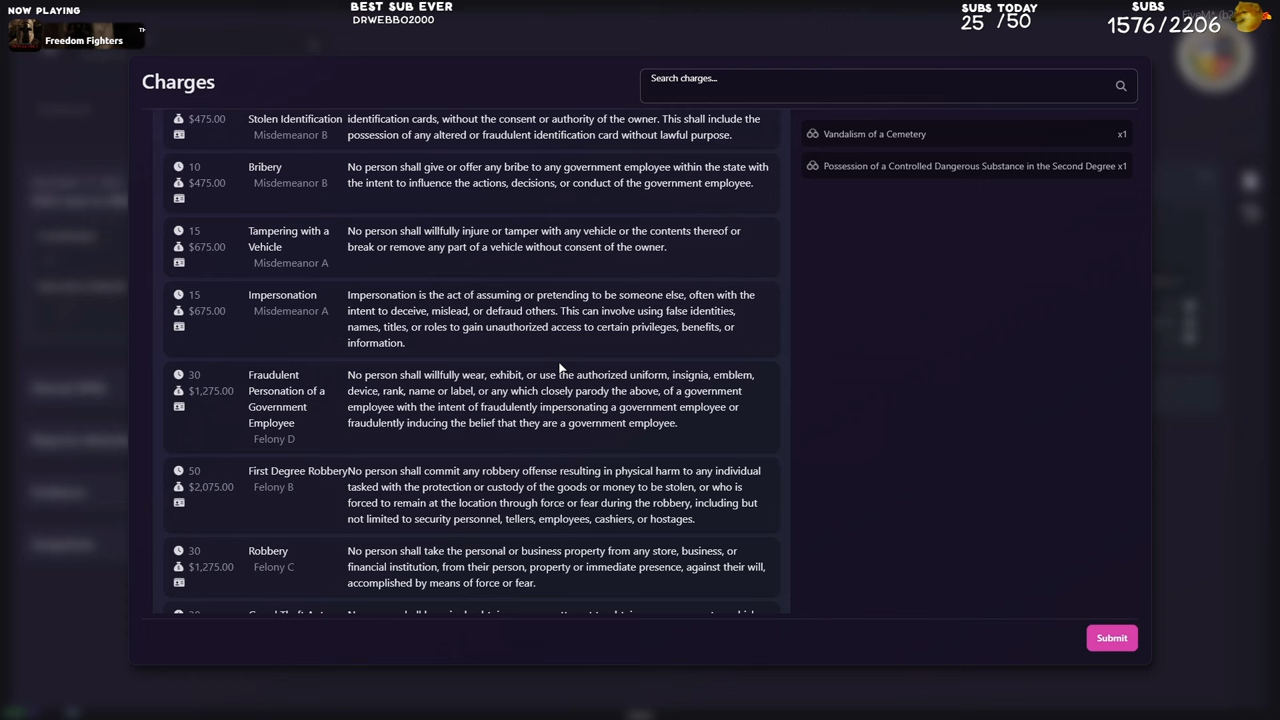 NOW PLAYING
Freedom Fighters
BEST SUB EVER
DRWEBBO2000
SUBS TODAY
25 /50
SUBS
1576/2206
Charges
Search charges...
$475.00
Stolen Identification
Misdemeanor B
identification cards, without the consent or authority of the owner. This shall include the
possession of any altered or fraudulent identification card without lawful purpose.
10
$475.00
Bribery
Misdemeanor B
No person shall give or offer any bribe to any government employee within the state with
the intent to influence the actions, decisions, or conduct of the government employee.
15
$675.00
Tampering with a
Vehicle
Misdemeanor A
No person shall willfully injure or tamper with any vehicle or the contents thereof or
break or remove any part of a vehicle without consent of the owner.
15
$675.00
Impersonation
Misdemeanor A
Impersonation is the act of assuming or pretending to be someone else, often with the
intent to deceive, mislead, or defraud others. This can involve using false identities,
names, titles, or roles to gain unauthorized access to certain privileges, benefits, or
information.
30
$1,275.00
Fraudulent
Personation of a
Government
Employee
Felony D
No person shall willfully wear, exhibit, or use the authorized uniform, insignia, emblem,
device, rank, name or label, or any which closely parody the above, of a government
employee with the intent of fraudulently impersonating a government employee or
fraudulently inducing the belief that they are a government employee.
50
$2,075.00
First Degree Robbery
Felony B
No person shall commit any robbery offense resulting in physical harm to any individual
tasked with the protection or custody of the goods or money to be stolen, or who is
forced to remain at the location through force or fear during the robbery, including but
not limited to security personnel, tellers, employees, cashiers, or hostages.
30
$1,275.00
Robbery
Felony C
No person shall take the personal or business property from any store, business, or
financial institution, from their person, property or immediate presence, against their will,
accomplished by means of force or fear.
Vandalism of a Cemetery x1
Possession of a Controlled Dangerous Substance in the Second Degree x1
Submit